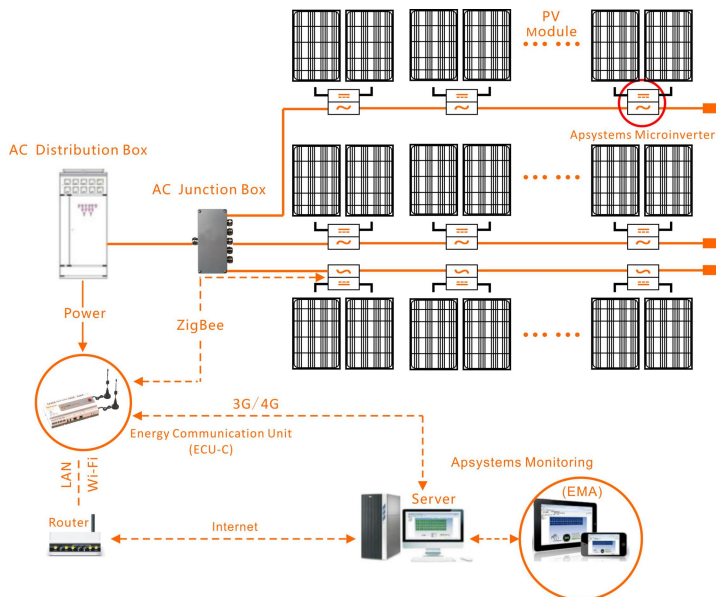 PV
Module
Apsystems Microinverter
AC Distribution Box
AC Junction Box
Power
ZigBee
3G/4G
Energy Communication Unit
(ECU-C)
LAN
Wi-Fi
Apsystems Monitoring
(EMA)
Server
Router
Internet